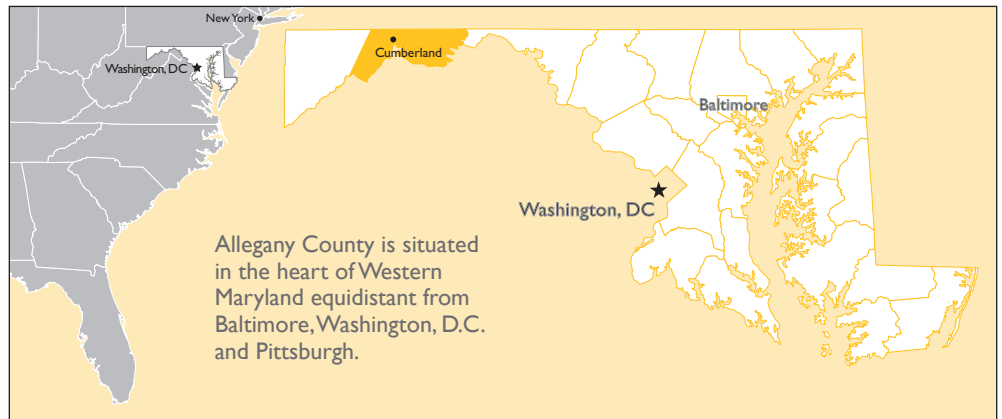 New York
Washington, DC
Cumberland
Baltimore
Washington, DC
Allegany County is situated
in the heart of Western
Maryland equidistant from
Baltimore, Washington, D.C.
and Pittsburgh.